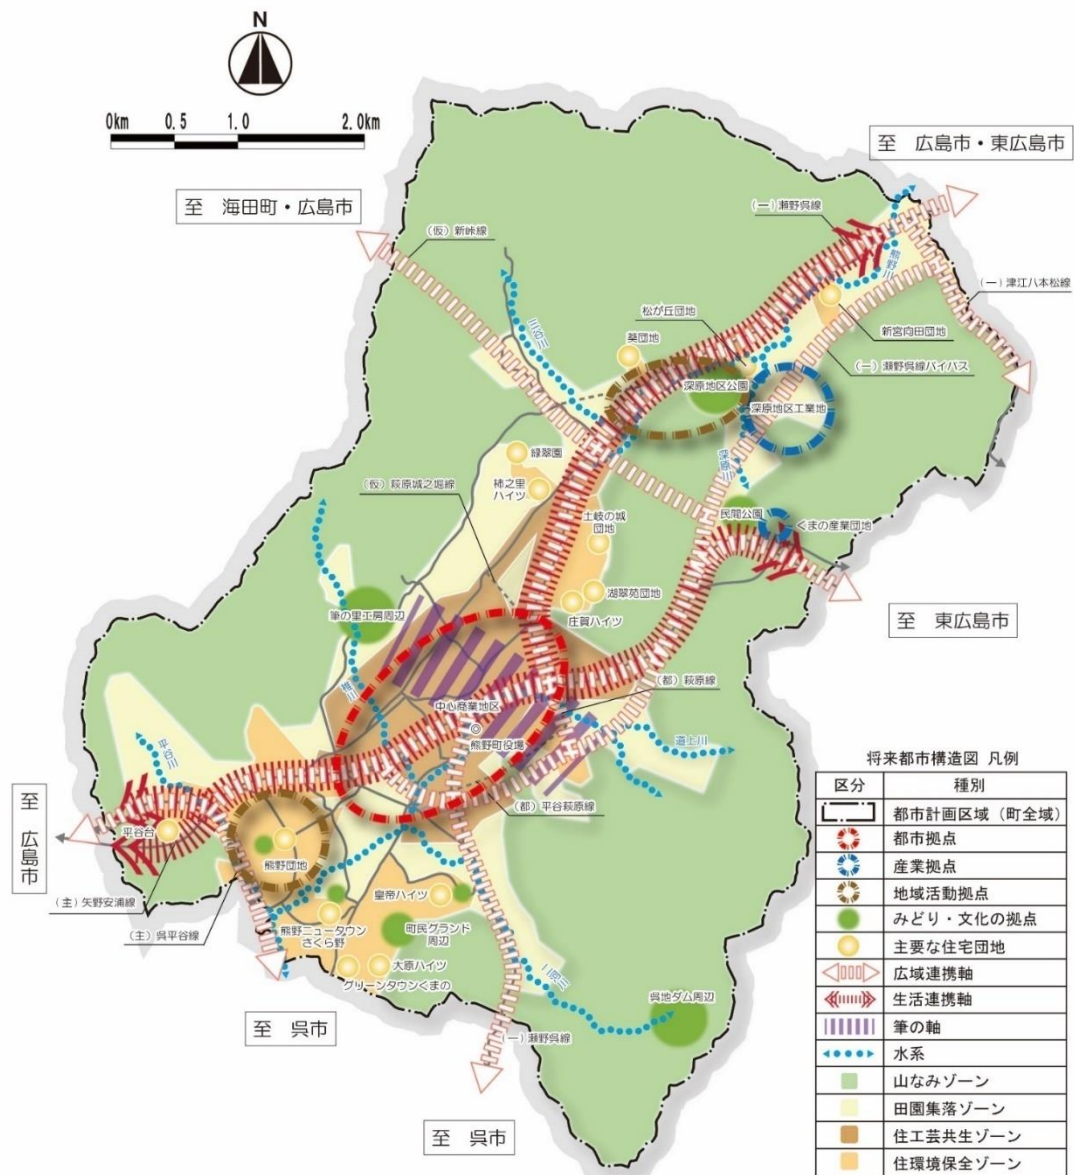 N
0km 0.5 1.0 2.0km
至 広島市・東広島市
至 海田町・広島市
(一)瀬野呉線
(仮)新峠線
熊野川
(一)津江八本松線
三谷川
松が丘団地
新宮向田団地
葵団地
(一)瀬野呉線バイパス
深原地区公園
深原地区工業地
緑翠園
深原川
(仮)萩原城之堀線
柿之里
ハイツ
土岐の城
団地
民間公園
くまの産業団地
湖翠苑団地
筆の里工房周辺
庄賀ハイツ
至 東広島市
(都)萩原線
中心商業地区
熊野町役場
道上川
平谷川
(都)平谷萩原線
至 広島市
平谷台
熊野団地
(主)矢野安浦線
皇帝ハイツ
(主)呉平谷線
熊野ニュータウン
さくら野
町民グランド
周辺
大原ハイツ
グリーンタウンくまの
二河川
呉地ダム周辺
至 呉市
(一)瀬野呉線
至 呉市
将来都市構造図 凡例
区分 種別
都市計画区域(町全域)
都市拠点
産業拠点
地域活動拠点
みどり・文化の拠点
主要な住宅団地
広域連携軸
生活連携軸
筆の軸
水系
山なみゾーン
田園集落ゾーン
住工芸共生ゾーン
住環境保全ゾーン